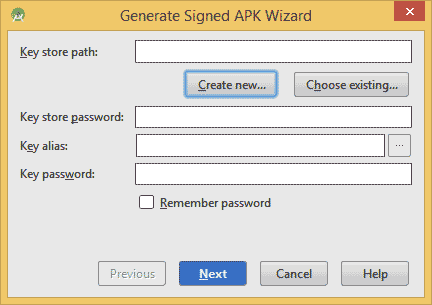 Generate Signed APK Wizard
Key store path:
Create new... Choose existing...
Key store password:
Key alias:
...
Key password:
Remember password
Previous Next Cancel Help